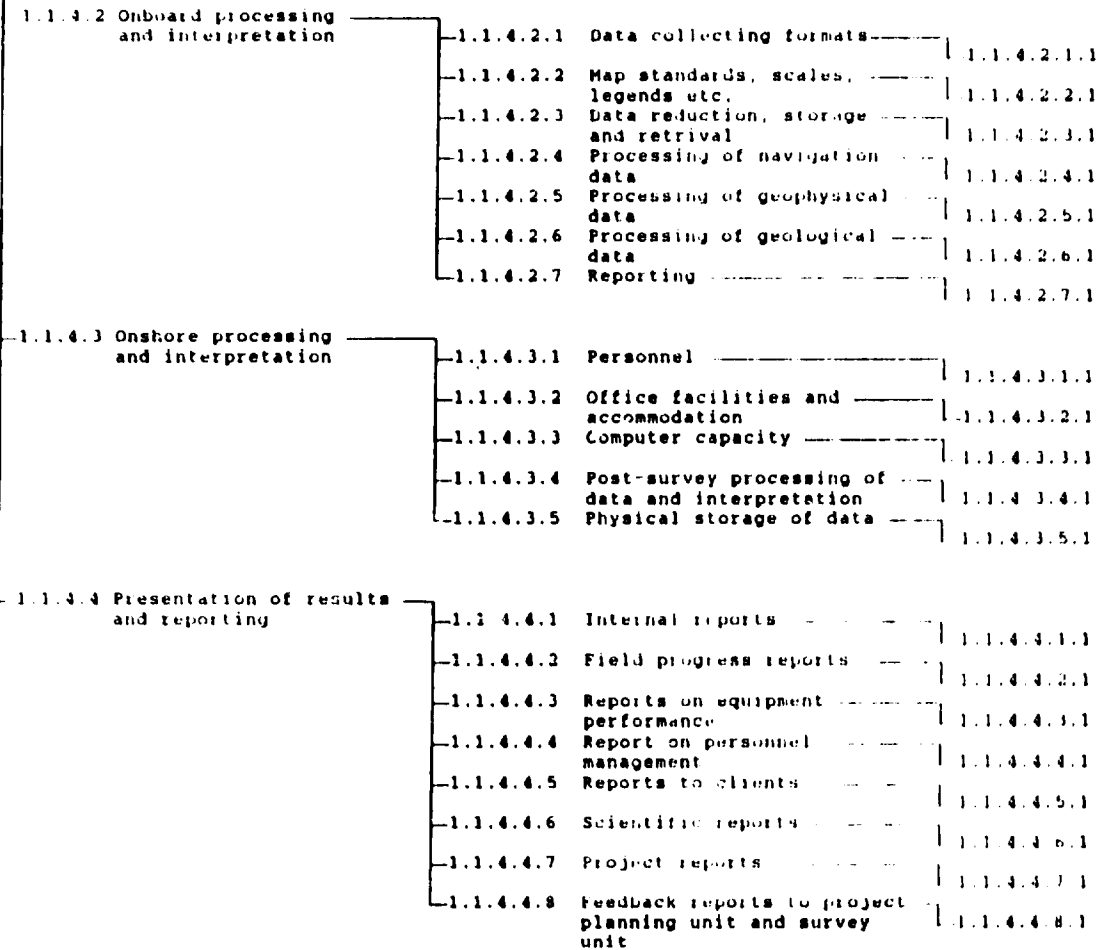 1.1.4.2 Onboard processing
and interpretation
1.1.4.2.1 Data collecting formats
1.1.4.2.1.1
1.1.4.2.2 Map standards, scales,
legends etc.
1.1.4.2.2.1
1.1.4.2.3 Data reduction, storage
and retrival
1.1.4.2.3.1
1.1.4.2.4 Processing of navigation
data
1.1.4.2.4.1
1.1.4.2.5 Processing of geophysical
data
1.1.4.2.5.1
1.1.4.2.6 Processing of geological
data
1.1.4.2.6.1
1.1.4.2.7 Reporting
1.1.4.2.7.1
1.1.4.3 Onshore processing
and interpretation
1.1.4.3.1 Personnel
1.1.4.3.1.1
1.1.4.3.2 Office facilities and
accommodation
1.1.4.3.2.1
1.1.4.3.3 Computer capacity
1.1.4.3.3.1
1.1.4.3.4 Post-survey processing of
data and interpretation
1.1.4.3.4.1
1.1.4.3.5 Physical storage of data
1.1.4.3.5.1
1.1.4.4 Presentation of results
and reporting
1.1.4.4.1 Internal reports
1.1.4.4.1.1
1.1.4.4.2 Field progress reports
1.1.4.4.2.1
1.1.4.4.3 Reports on equipment
performance
1.1.4.4.3.1
1.1.4.4.4 Report on personnel
management
1.1.4.4.4.1
1.1.4.4.5 Reports to clients
1.1.4.4.5.1
1.1.4.4.6 Scientific reports
1.1.4.4.6.1
1.1.4.4.7 Project reports
1.1.4.4.7.1
1.1.4.4.8 Feedback reports to project
planning unit and survey
unit
1.1.4.4.8.1